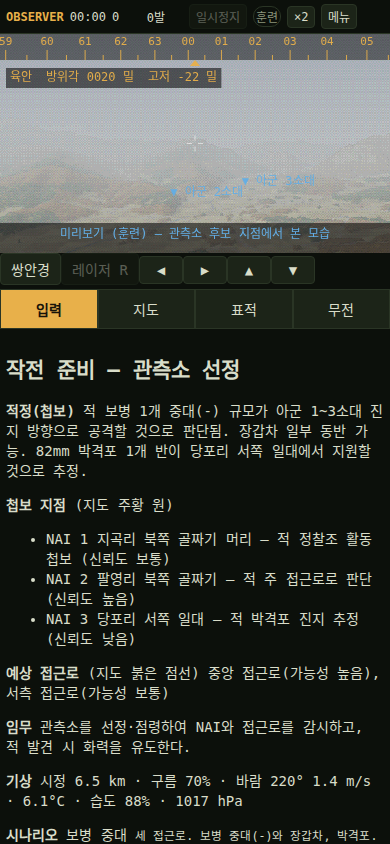 OBSERVER 00:00 0 0발 일시정지 훈련 ×2 메뉴
59 60 61 62 63 00 01 02 03 04 05
육안 방위각 0020 밀 고저 -22 밀
▼ 아군 2소대
미리보기 (훈련) — 관측소 후보 지점에서 본 모습
쌍안경 레이저 R ◀ ▶ ▲ ▼
입력 지도 표적 무전
작전 준비 — 관측소 선정
적정(첩보) 적 보병 1개 중대(-) 규모가 아군 1~3소대 진
지 방향으로 공격할 것으로 판단됨. 장갑차 일부 동반 가
능. 82mm 박격포 1개 반이 당포리 서쪽 일대에서 지원할
것으로 추정.
첩보 지점 (지도 주황 원)
• NAI 1 지곡리 북쪽 골짜기 머리 — 적 정찰조 활동
첩보 (신뢰도 보통)
• NAI 2 팔영리 북쪽 골짜기 — 적 주 접근로로 판단
(신뢰도 높음)
• NAI 3 당포리 서쪽 일대 — 적 박격포 진지 추정
(신뢰도 낮음)
예상 접근로 (지도 붉은 점선) 중앙 접근로(가능성 높음),
서측 접근로(가능성 보통)
임무 관측소를 선정·점령하여 NAI와 접근로를 감시하고,
적 발견 시 화력을 유도한다.
기상 시정 6.5 km · 구름 70% · 바람 220° 1.4 m/s
· 6.1°C · 습도 88% · 1017 hPa
시나리오 보병 중대 세 접근로. 보병 중대(-)와 장갑차, 박격포.